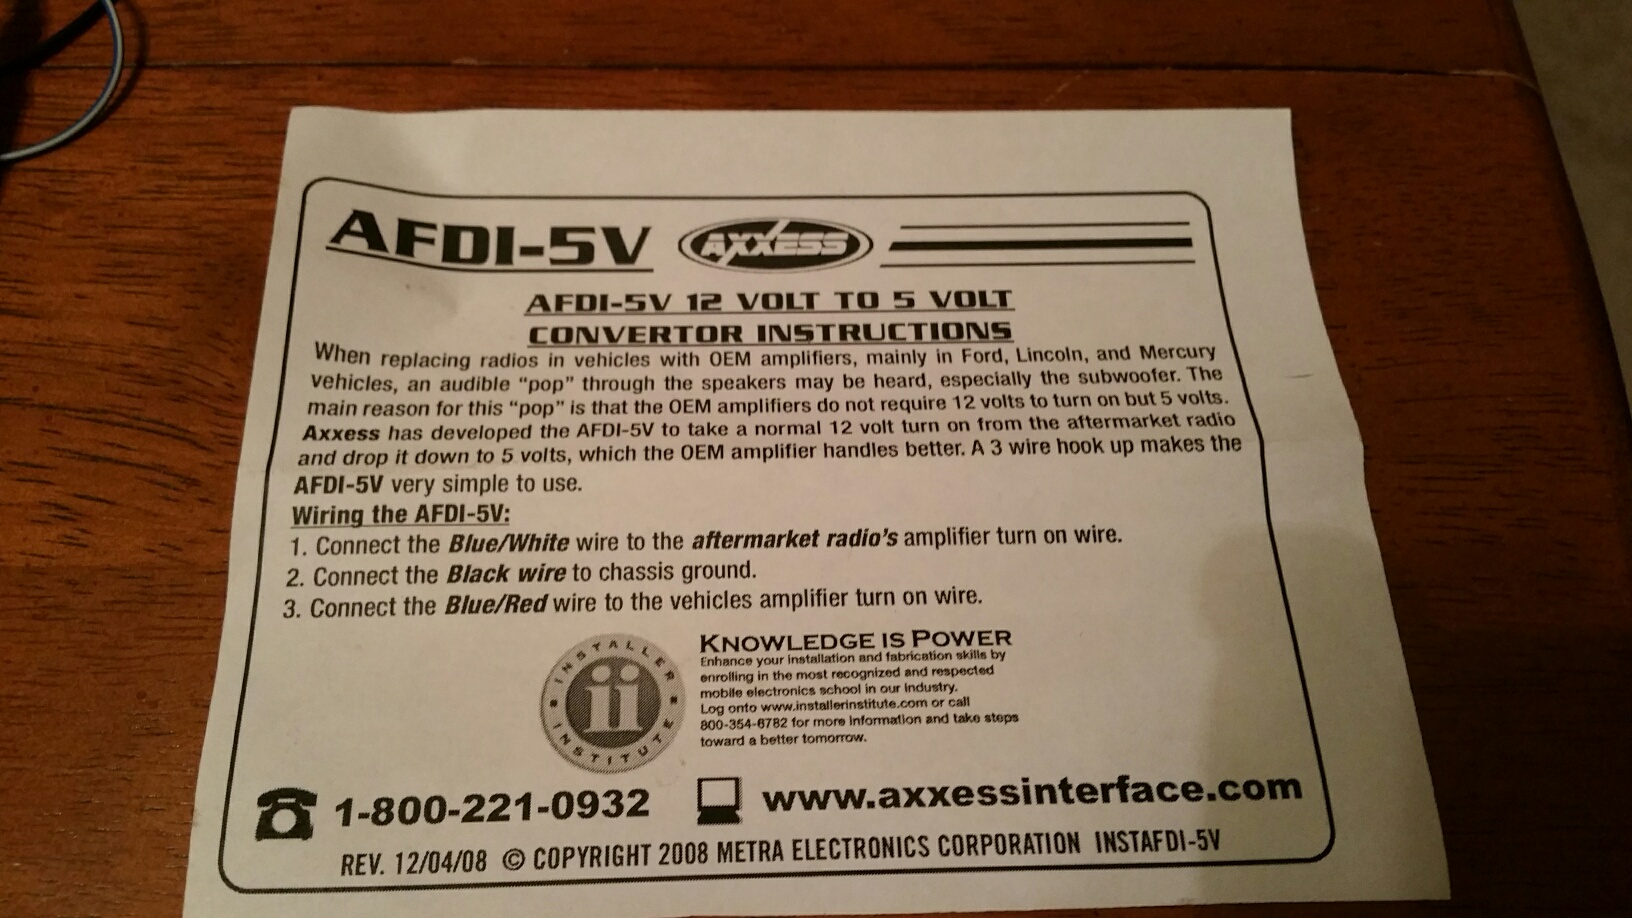 AFDI-5V AXXESS
AFDI-5V 12 VOLT TO 5 VOLT
CONVERTOR INSTRUCTIONS
When replacing radios in vehicles with OEM amplifiers, mainly in Ford, Lincoln, and Mercury
vehicles, an audible “pop” through the speakers may be heard, especially the subwoofer. The
main reason for this “pop” is that the OEM amplifiers do not require 12 volts to turn on but 5 volts.
Axxess has developed the AFDI-5V to take a normal 12 volt turn on from the aftermarket radio
and drop it down to 5 volts, which the OEM amplifier handles better. A 3 wire hook up makes the
AFDI-5V very simple to use.
Wiring the AFDI-5V:
1. Connect the Blue/White wire to the aftermarket radio's amplifier turn on wire.
2. Connect the Black wire to chassis ground.
3. Connect the Blue/Red wire to the vehicles amplifier turn on wire.
INSTALLER
ii
INSTITUTE
KNOWLEDGE IS POWER
Enhance your installation and fabrication skills by
enrolling in the most recognized and respected
mobile electronics school in our industry.
Log onto www.installerinstitute.com or call
800-354-6782 for more information and take steps
toward a better tomorrow.
1-800-221-0932 www.axxessinterface.com
REV. 12/04/08 © COPYRIGHT 2008 METRA ELECTRONICS CORPORATION INSTAFDI-5V